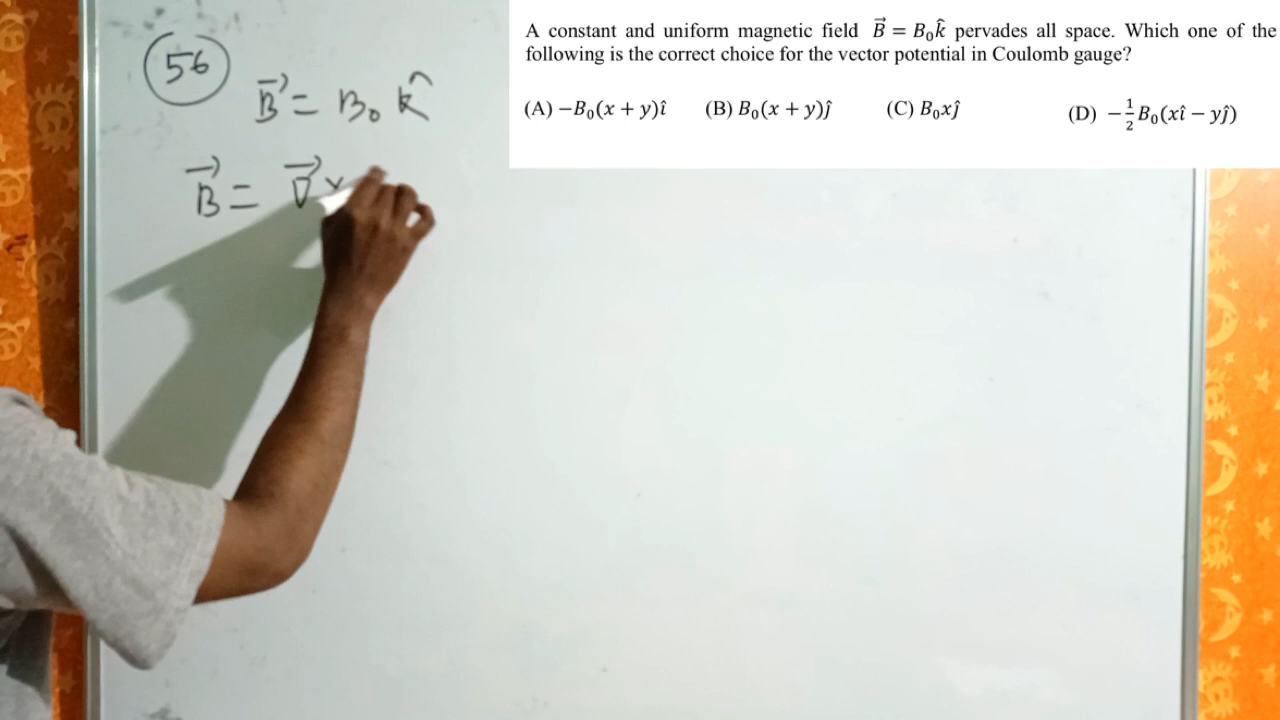 56
B⃗ = B₀ k̂
B⃗ = ∇⃗ ×
A constant and uniform magnetic field B⃗ = B₀k̂ pervades all space. Which one of the
following is the correct choice for the vector potential in Coulomb gauge?
(A) −B₀(x + y)î (B) B₀(x + y)ĵ (C) B₀xĵ (D) −½B₀(xî − yĵ)